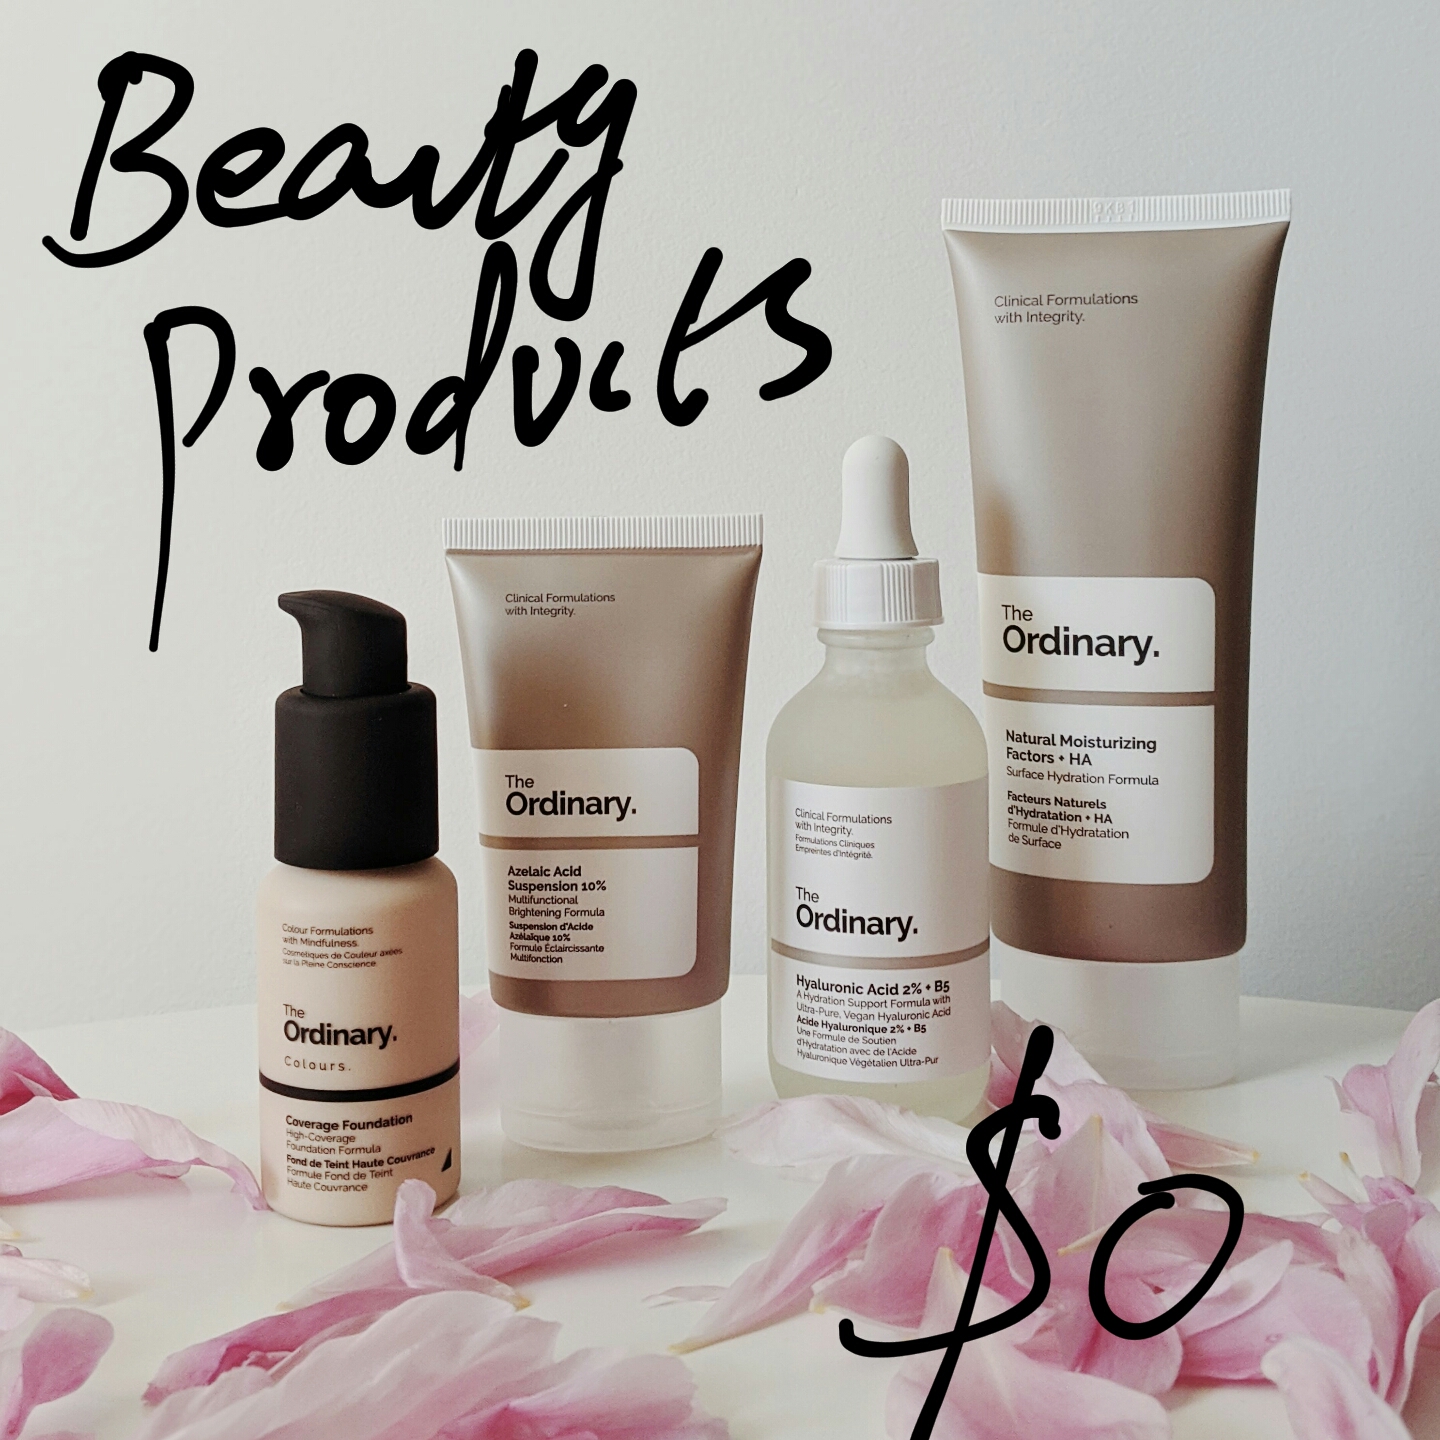 Beauty
Products
9KB1
Clinical Formulations
with Integrity.
The
Ordinary.
Natural Moisturizing
Factors + HA
Surface Hydration Formula
Facteurs Naturels
d'Hydratation + HA
Formule d'Hydratation
de Surface
Clinical Formulations
with Integrity.
The
Ordinary.
Azelaic Acid
Suspension 10%
Multifunctional
Brightening Formula
Suspension d'Acide
Azélaïque 10%
Formule Éclaircissante
Multifonction
Clinical Formulations
with Integrity.
Formulations Cliniques
Empreintes d'Intégrité.
The
Ordinary.
Hyaluronic Acid 2% + B5
A Hydration Support Formula with
Ultra-Pure, Vegan Hyaluronic Acid
Acide Hyaluronique 2% + B5
Une Formule de Soutien
d'Hydratation avec de l'Acide
Hyaluronique Végétalien Ultra-Pur
Colour Formulations
with Mindfulness.
Cosmétiques de Couleur axées
sur la Pleine Conscience.
The
Ordinary.
Colours.
Coverage Foundation
High-Coverage
Foundation Formula
Fond de Teint Haute Couvrance
Formule Fond de Teint
Haute Couvrance
$0